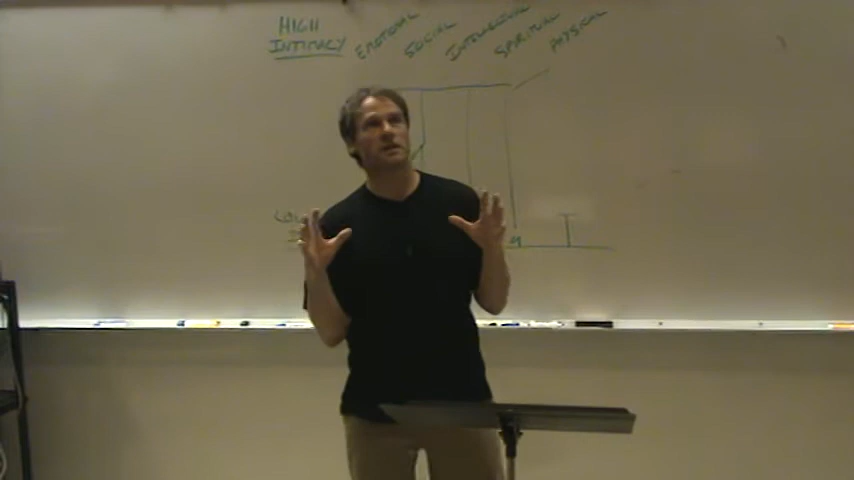 HIGH
INTIMACY
EMOTIONAL
SOCIAL
INTELLECTUAL
SPIRITUAL
PHYSICAL